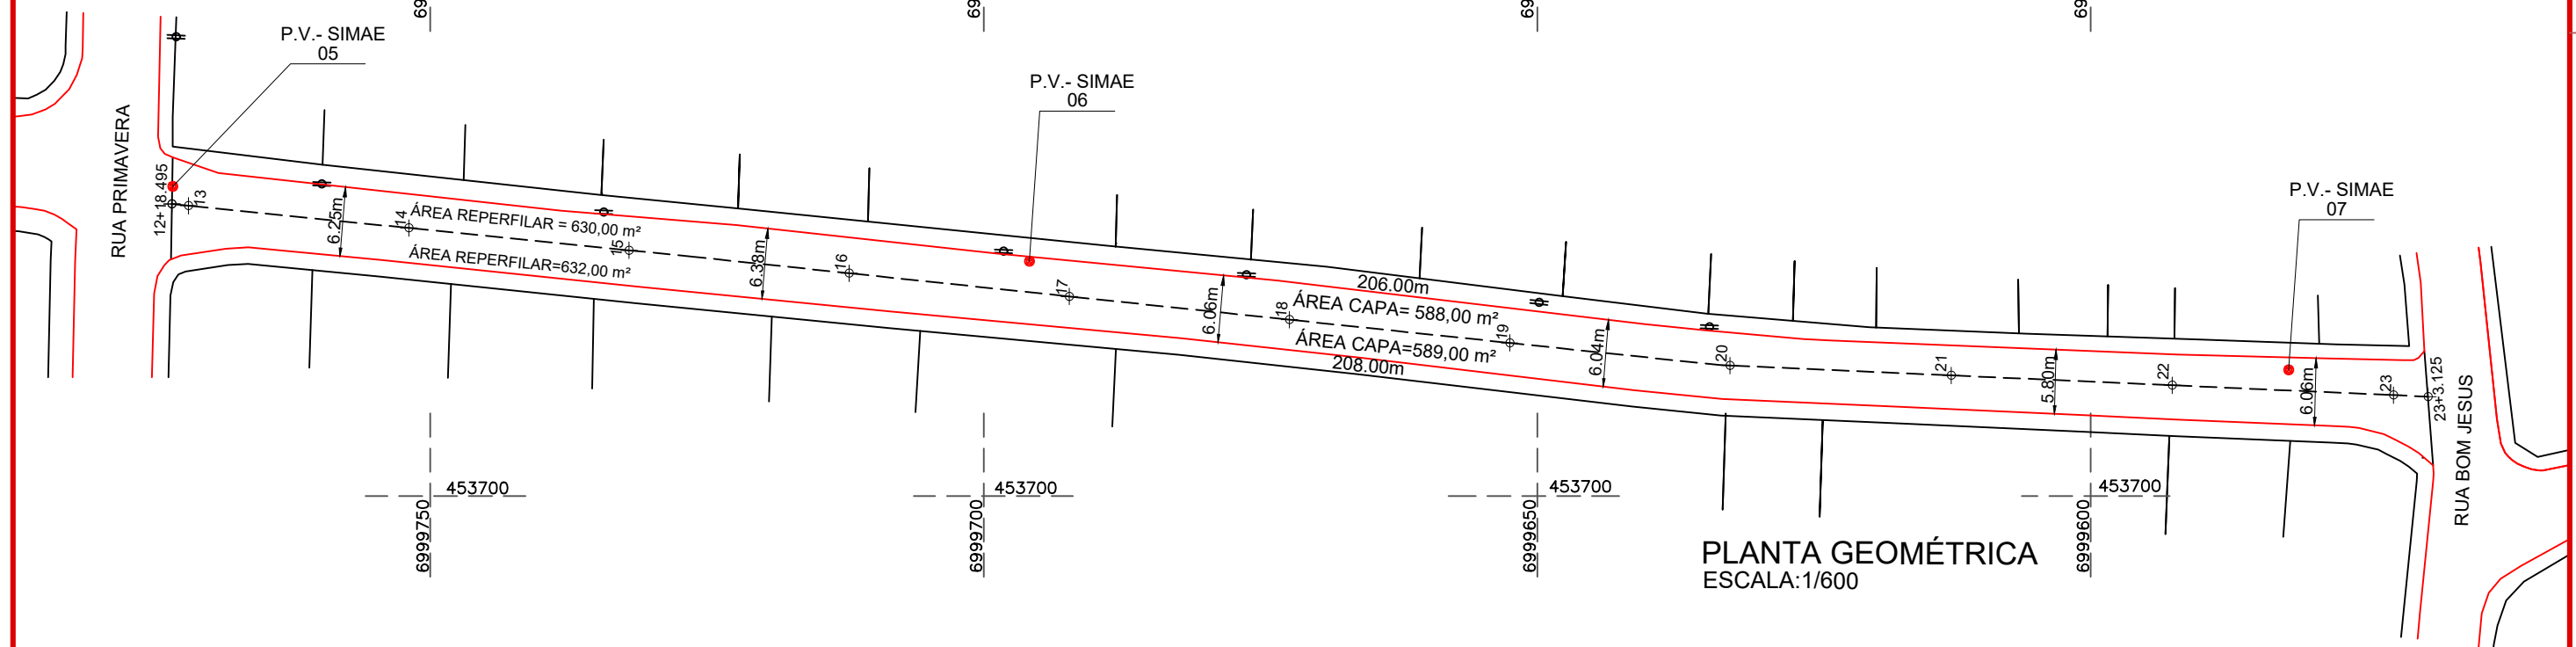 69
69
69
69
P.V.- SIMAE
05
P.V.- SIMAE
06
P.V.- SIMAE
07
RUA PRIMAVERA
12+18.495
13
6.25m
14
ÁREA REPERFILAR = 630,00 m²
ÁREA REPERFILAR=632,00 m²
15
6.38m
16
17
6.06m
18
206.00m
ÁREA CAPA= 588,00 m²
ÁREA CAPA=589,00 m²
208.00m
19
6.04m
20
21
5.80m
22
6.06m
23
23+3.125
RUA BOM JESUS
453700
453700
453700
453700
6999750
6999700
6999650
6999600
PLANTA GEOMÉTRICA
ESCALA:1/600